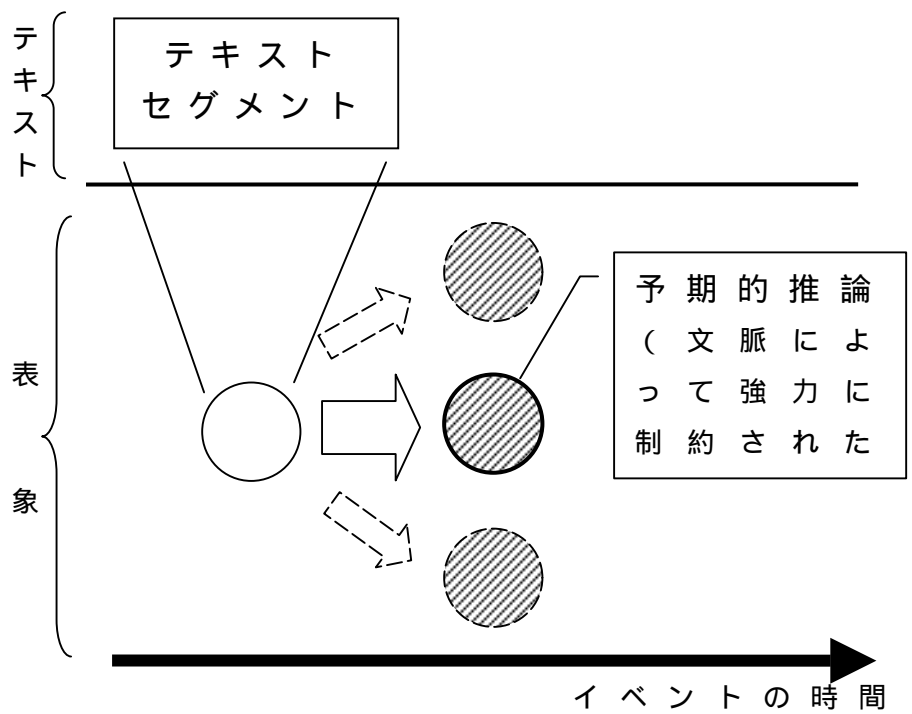 テキスト
テキスト
セグメント
表象
予期的推論
(文脈によ
って強力に
制約された
イベントの時間